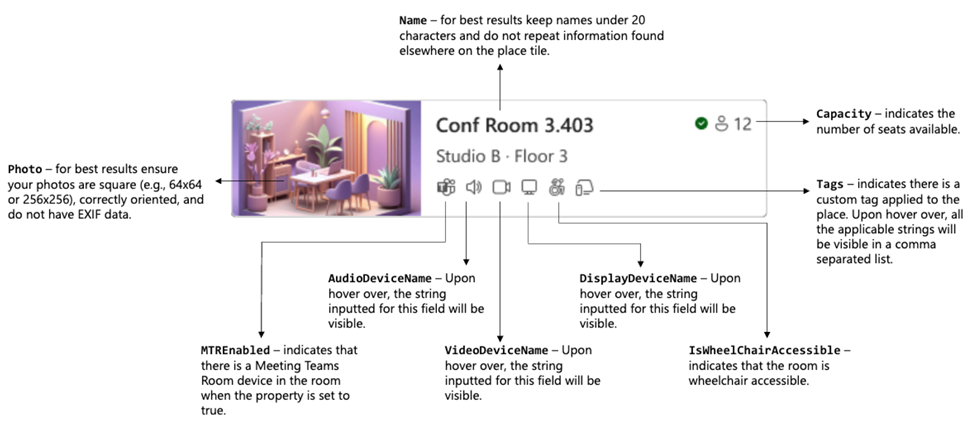 Name – for best results keep names under 20
characters and do not repeat information found
elsewhere on the place tile.
Conf Room 3.403
12
Studio B · Floor 3
Capacity – indicates the
number of seats available.
Photo – for best results ensure
your photos are square (e.g., 64x64
or 256x256), correctly oriented, and
do not have EXIF data.
Tags – indicates there is a
custom tag applied to the
place. Upon hover over, all
the applicable strings will
be visible in a comma
separated list.
AudioDeviceName – Upon
hover over, the string
inputted for this field will be
visible.
DisplayDeviceName – Upon
hover over, the string
inputted for this field will be
visible.
MTREnabled – indicates that
there is a Meeting Teams
Room device in the room
when the property is set to
true.
VideoDeviceName – Upon
hover over, the string
inputted for this field will be
visible.
IsWheelChairAccessible –
indicates that the room is
wheelchair accessible.